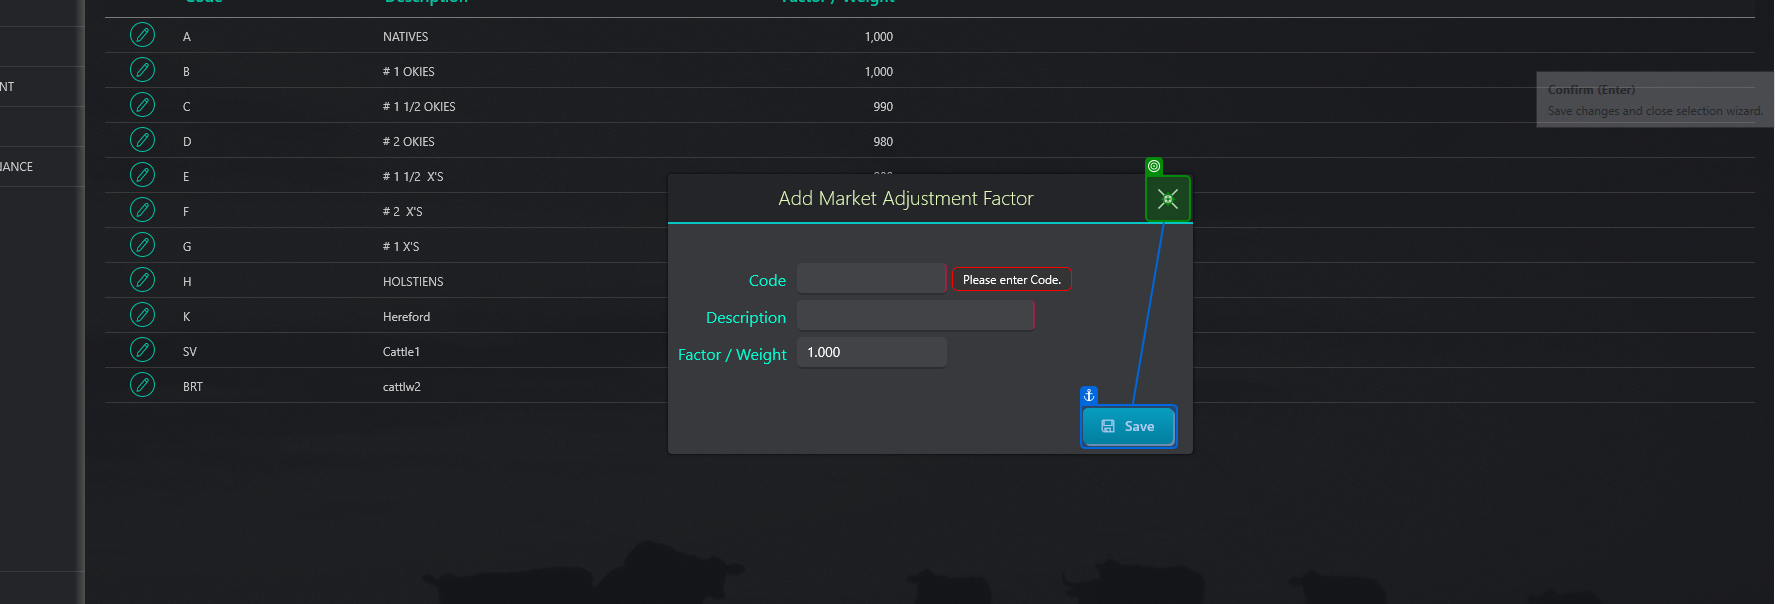 Code Description Factor / Weight
A NATIVES 1,000
B # 1 OKIES 1,000
NT
Confirm (Enter)
Save changes and close selection wizard.
C # 1 1/2 OKIES 990
D # 2 OKIES 980
NANCE
E # 1 1/2 X'S
Add Market Adjustment Factor
F # 2 X'S
G # 1 X'S
H HOLSTIENS
K Hereford
SV Cattle1
BRT cattlw2
Code Please enter Code.
Description
Factor / Weight 1.000
Save